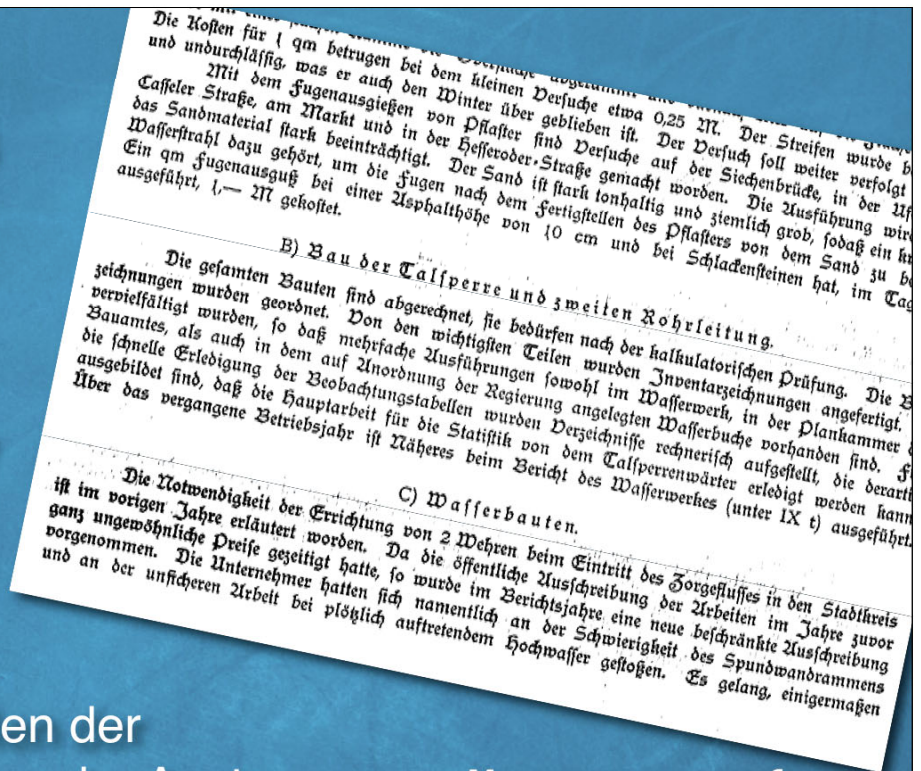 Die Kosten für 1 qm betrugen bei dem kleinen Versuche etwa 0,25 M. Der Streifen wurde
und undurchlässig, was er auch den Winter über geblieben ist. Der Versuch soll weiter verfolgt
Mit dem Fugenausgießen von Pflaster sind Versuche auf der Siechenbrücke, in der
Casseler Straße, am Markt und in der Hesseroder-Straße gemacht worden. Die Ausführung
das Sandmaterial stark beeinträchtigt. Der Sand ist stark tonhaltig und ziemlich grob, sodaß ein
Wasserstrahl dazu gehört, um die Fugen nach dem Fertigstellen des Pflasters von dem Sand zu
Ein qm Fugenausguß bei einer Asphalthöhe von 10 cm und bei Schlackensteinen hat, im
ausgeführt, 1,— M gekostet.
B) Bau der Talsperre und zweiten Rohrleitung.
Die gesamten Bauten sind abgerechnet, sie bedürfen nach der kalkulatorischen Prüfung. Die
zeichnungen wurden geordnet. Von den wichtigsten Teilen wurden Inventarzeichnungen angefertigt.
vervielfältigt wurden, so daß mehrfache Ausführungen sowohl im Wasserwerk, in der Plankammer
Bauamtes, als auch in dem auf Anordnung der Regierung angelegten Wasserbuche vorhanden sind.
die schnelle Erledigung der Beobachtungstabellen wurden Verzeichnisse rechnerisch aufgestellt, die
ausgebildet sind, daß die Hauptarbeit für die Statistik von dem Talsperrenwärter erledigt werden kann
Über das vergangene Betriebsjahr ist Näheres beim Bericht des Wasserwerkes (unter IX t) ausgeführt.
C) Wasserbauten.
Die Notwendigkeit der Errichtung von 2 Wehren beim Eintritt des Zorgeflusses in den Stadtkreis
ist im vorigen Jahre erläutert worden. Da die öffentliche Ausschreibung der Arbeiten im Jahre zuvor
ganz ungewöhnliche Preise gezeitigt hatte, so wurde im Berichtsjahre eine neue beschränkte Ausschreibung
vorgenommen. Die Unternehmer hatten sich namentlich an der Schwierigkeit des Spundwandrammens
und an der unsicheren Arbeit bei plötzlich auftretendem Hochwasser gestoßen. Es gelang, einigermaßen
en der